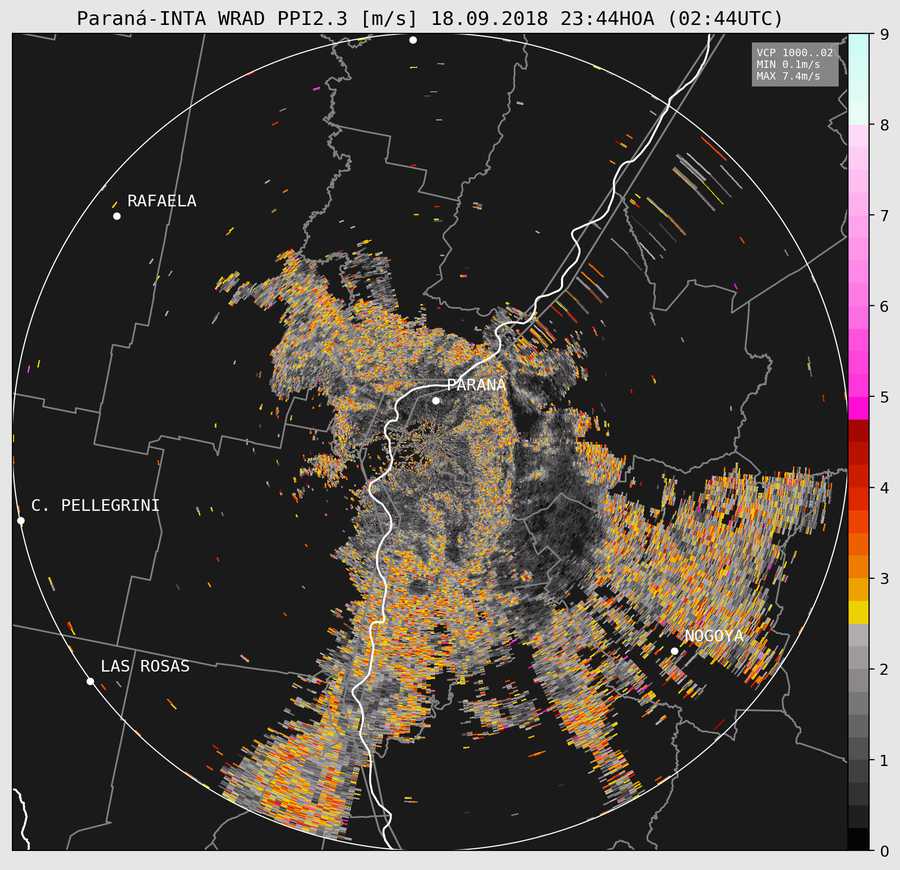 Paraná-INTA WRAD PPI2.3 [m/s] 18.09.2018 23:44HOA (02:44UTC)
VCP 1000..02
MIN 0.1m/s
MAX 7.4m/s
9
8
7
6
5
4
3
2
1
0
RAFAELA
PARANA
C. PELLEGRINI
NOGOYA
LAS ROSAS